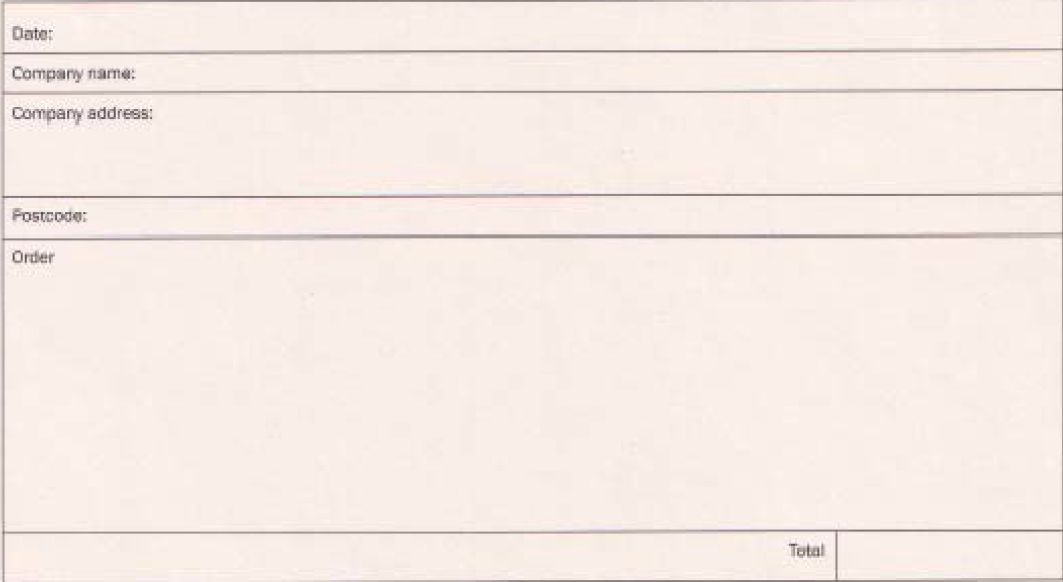 Date:
Company name:
Company address:
Postcode:
Order
Total